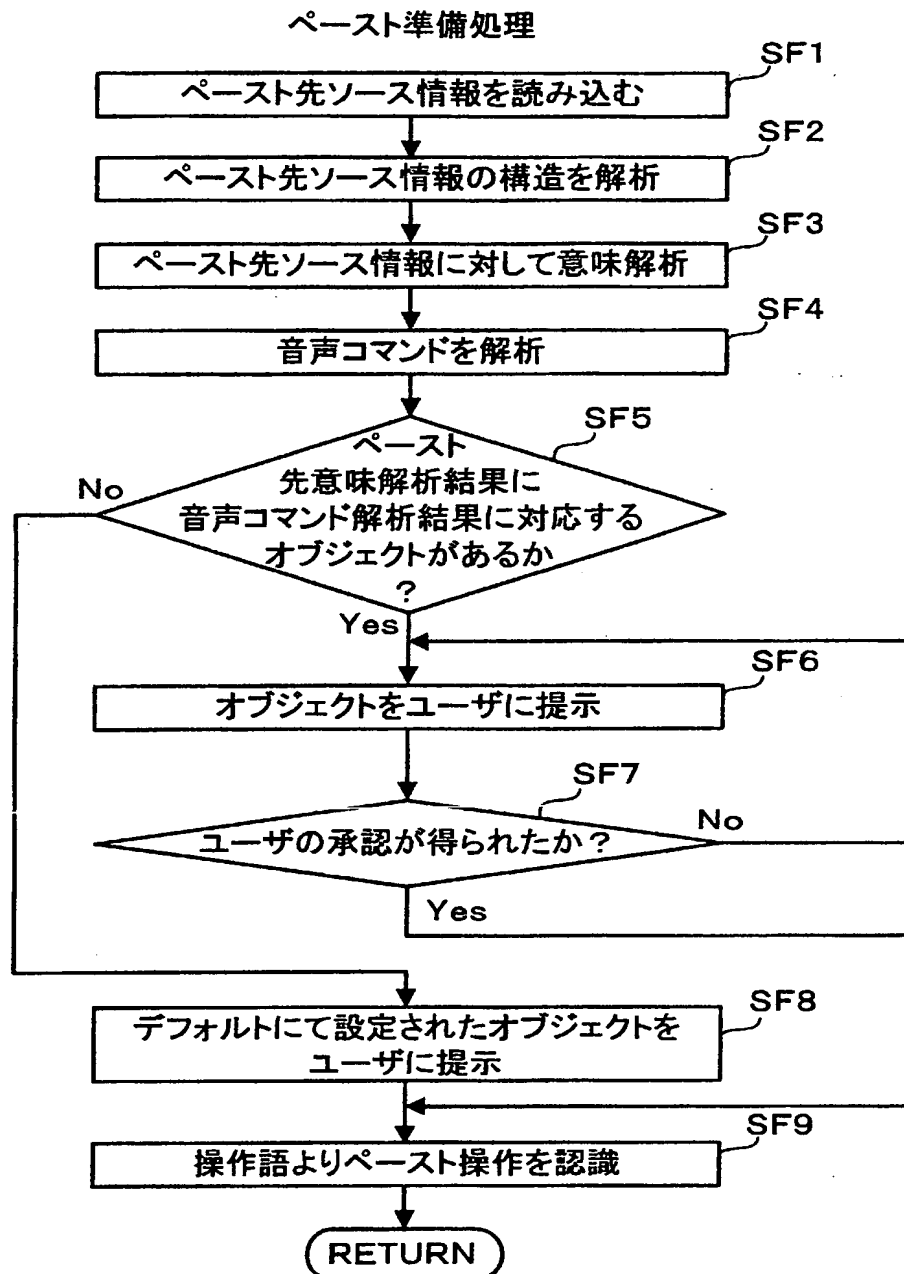 ペースト準備処理
SF1
ペースト先ソース情報を読み込む
SF2
ペースト先ソース情報の構造を解析
SF3
ペースト先ソース情報に対して意味解析
SF4
音声コマンドを解析
SF5
ペースト
先意味解析結果に
音声コマンド解析結果に対応する
オブジェクトがあるか
?
No
Yes
SF6
オブジェクトをユーザに提示
SF7
ユーザの承認が得られたか?
No
Yes
SF8
デフォルトにて設定されたオブジェクトを
ユーザに提示
SF9
操作語よりペースト操作を認識
RETURN